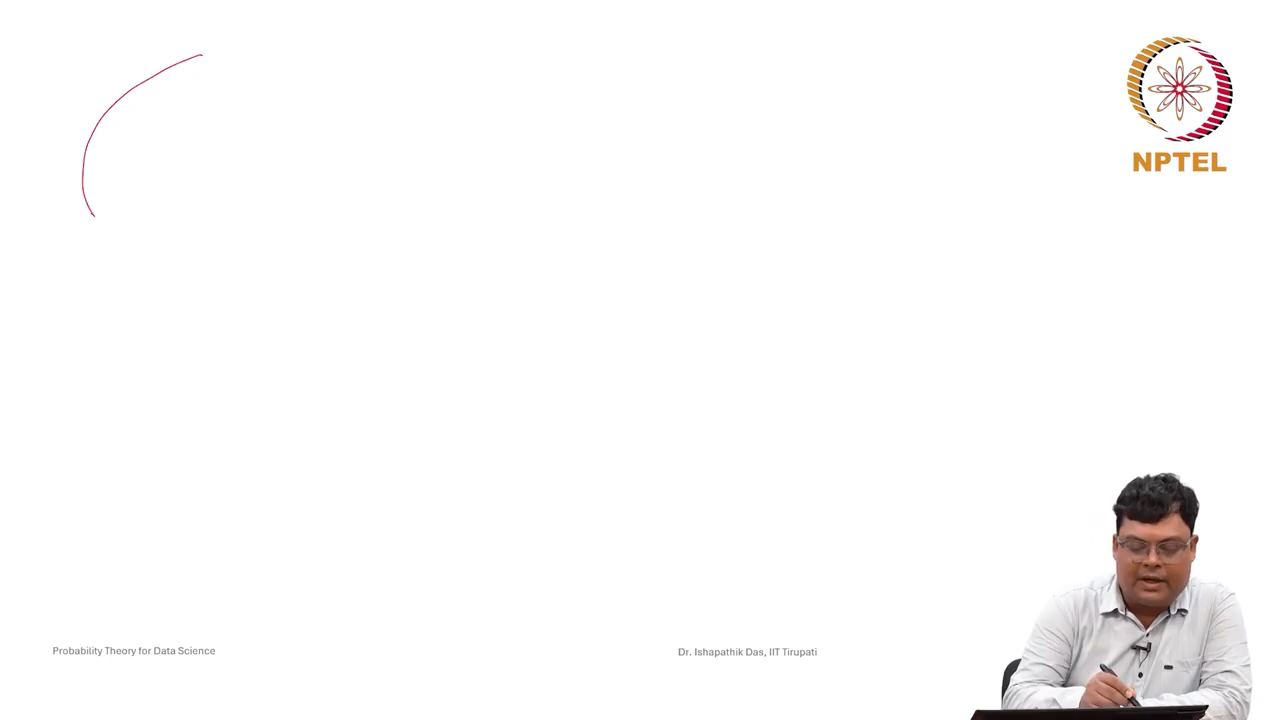 NPTEL
Probability Theory for Data Science
Dr. Ishapathik Das, IIT Tirupati